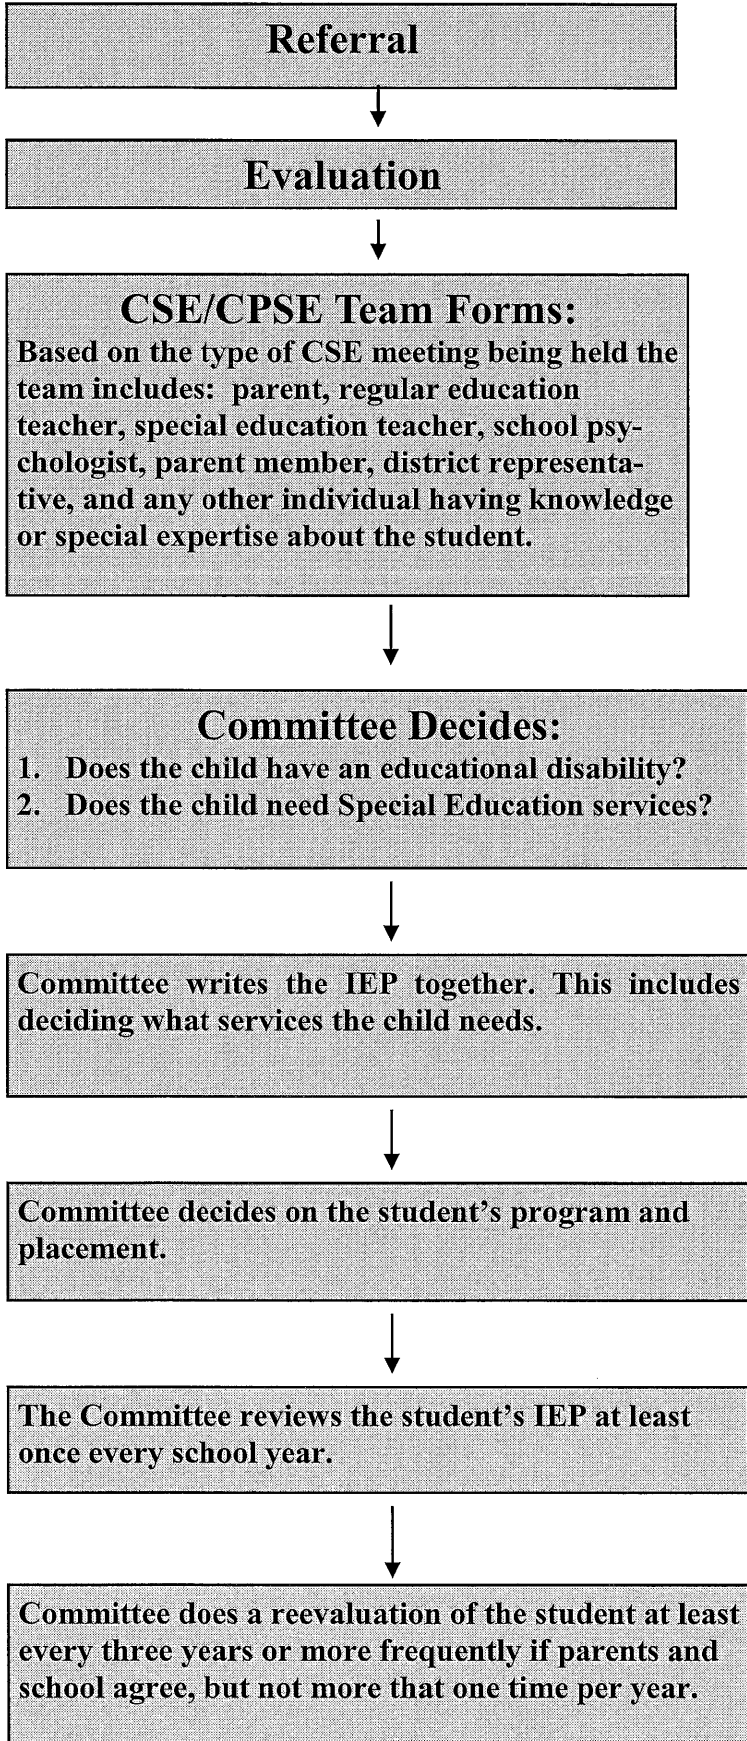 Referral
Evaluation
CSE/CPSE Team Forms:
Based on the type of CSE meeting being held the
team includes:  parent, regular education
teacher, special education teacher, school psy-
chologist, parent member, district representa-
tive, and any other individual having knowledge
or special expertise about the student.
Committee Decides:
1. Does the child have an educational disability?
2. Does the child need Special Education services?
Committee writes the IEP together. This includes
deciding what services the child needs.
Committee decides on the student's program and
placement.
The Committee reviews the student's IEP at least
once every school year.
Committee does a reevaluation of the student at least
every three years or more frequently if parents and
school agree, but not more that one time per year.